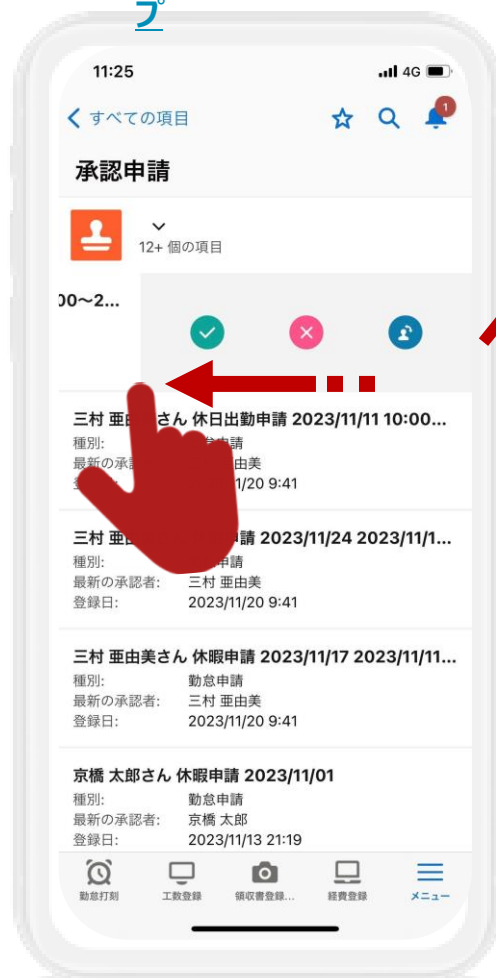 プ
11:25
4G
すべての項目
1
承認申請
12+ 個の項目
00〜2...
三村 亜由美さん 休日出勤申請 2023/11/11 10:00...
種別:
最新の承認
由美
1/20 9:41
三村 亜 請 2023/11/24 2023/11/1...
種別: 申請
最新の承認者: 三村 亜由美
登録日: 2023/11/20 9:41
三村 亜由美さん 休暇申請 2023/11/17 2023/11/11...
種別: 勤怠申請
最新の承認者: 三村 亜由美
登録日: 2023/11/20 9:41
京橋 太郎さん 休暇申請 2023/11/01
種別: 勤怠申請
最新の承認者: 京橋 太郎
登録日: 2023/11/13 21:19
勤怠打刻 工数登録 領収書登録... 経費登録 メニュー